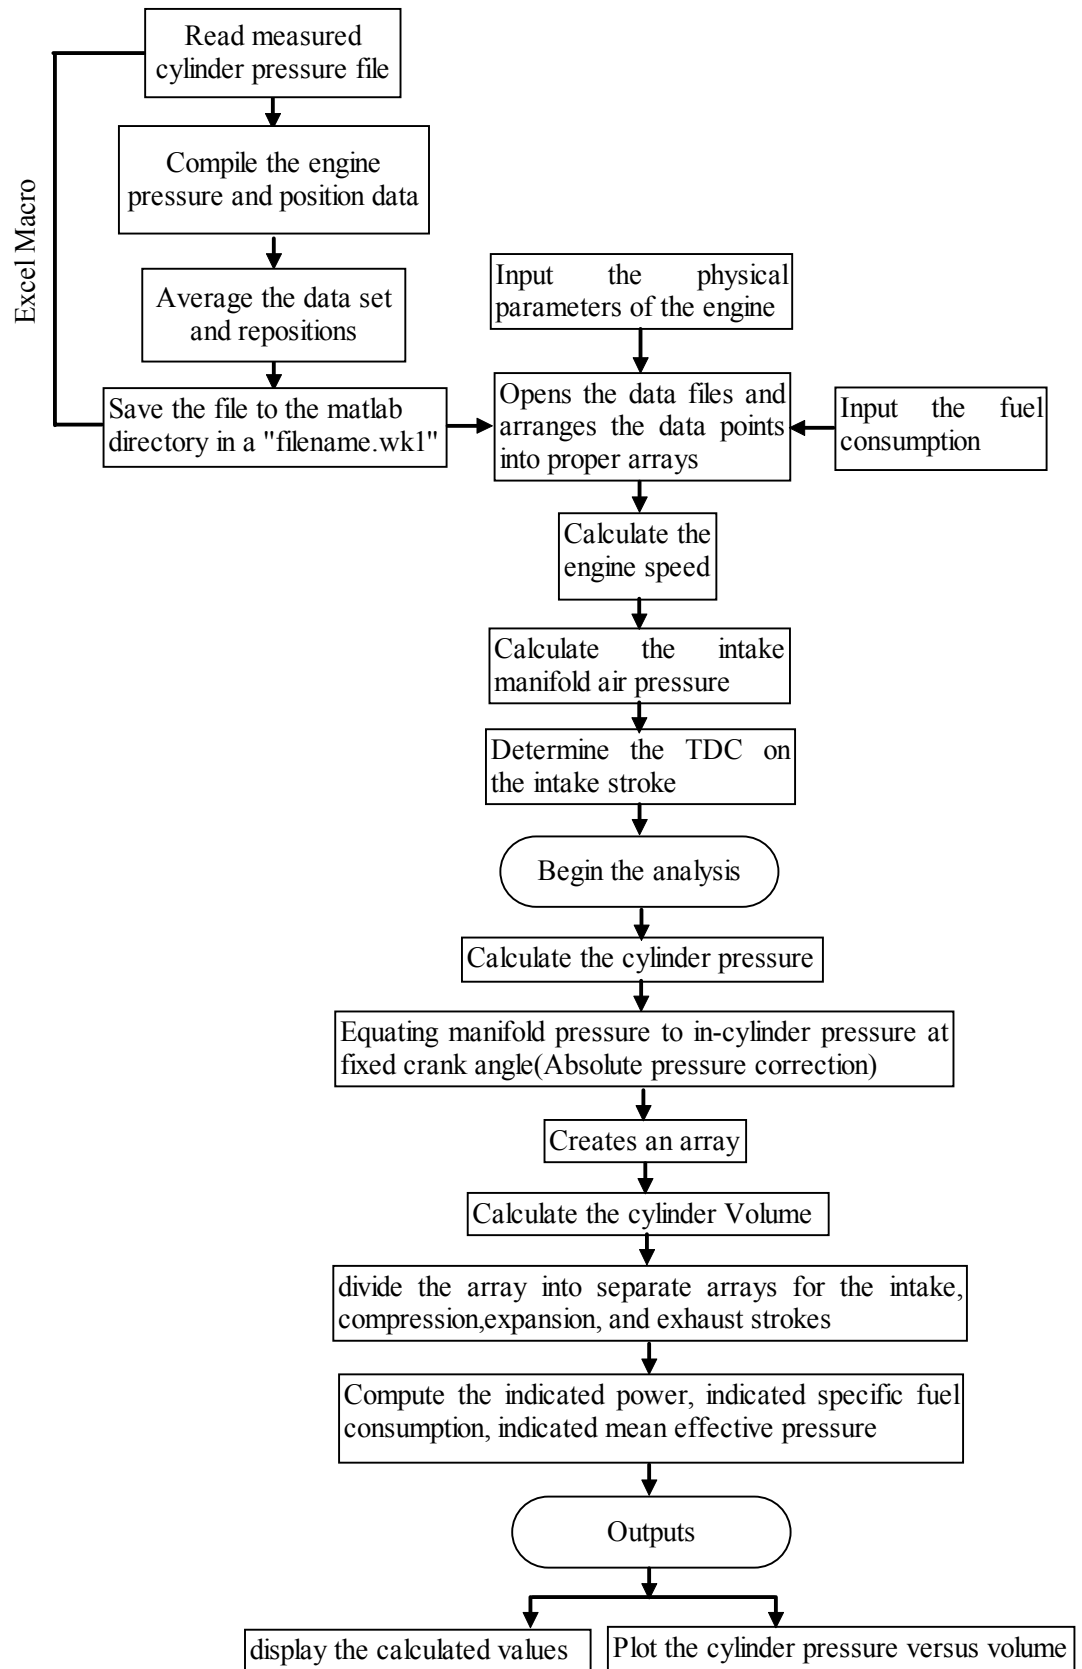 Read measured
cylinder pressure file
Excel Macro
Compile the engine
pressure and position data
Average the data set
and repositions
Save the file to the matlab
directory in a "filename.wk1"
Input the physical
parameters of the engine
Opens the data files and
arranges the data points
into proper arrays
Input the fuel
consumption
Calculate the
engine speed
Calculate the intake
manifold air pressure
Determine the TDC on
the intake stroke
Begin the analysis
Calculate the cylinder pressure
Equating manifold pressure to in-cylinder pressure at
fixed crank angle(Absolute pressure correction)
Creates an array
Calculate the cylinder Volume
divide the array into separate arrays for the intake,
compression,expansion, and exhaust strokes
Compute the indicated power, indicated specific fuel
consumption, indicated mean effective pressure
Outputs
display the calculated values
Plot the cylinder pressure versus volume